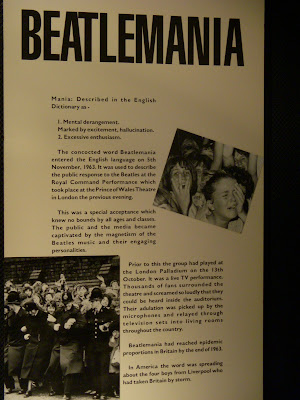 BEATLEMANIA
Mania: Described in the English
Dictionary as -
1. Mental derangement.
Marked by excitement, hallucination.
2. Excessive enthusiasm.
The concocted word Beatlemania
entered the English language on 5th
November, 1963. It was used to describe
the public response to the Beatles at the
Royal Command Performance which
took place at the Prince of Wales Theatre
in London the previous evening.
This was a special acceptance which
knew no bounds by all ages and classes.
The public and the media became
captivated by the magnetism of the
Beatles music and their engaging
personalities.
Prior to this the group had played at
the London Palladium on the 13th
October. It was a live TV performance.
Thousands of fans surrounded the
theatre and screamed so loudly that they
could be heard inside the auditorium.
Their adulation was picked up by the
microphones and relayed through
television sets into living rooms
throughout the country.
Beatlemania had reached epidemic
proportions in Britain by the end of 1963.
In America the word was spreading
about the four boys from Liverpool who
had taken Britain by storm.